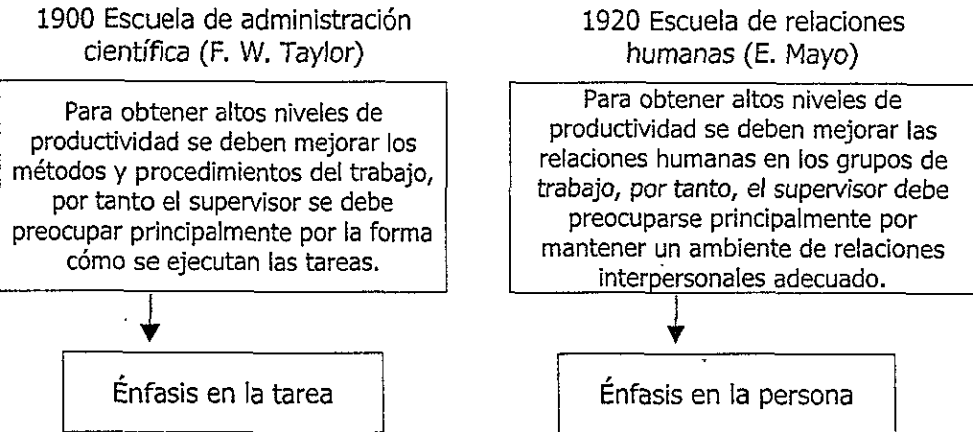 1900 Escuela de administración
científica (F. W. Taylor)
Para obtener altos niveles de
productividad se deben mejorar los
métodos y procedimientos del trabajo,
por tanto el supervisor se debe
preocupar principalmente por la forma
cómo se ejecutan las tareas.
Énfasis en la tarea
1920 Escuela de relaciones
humanas (E. Mayo)
Para obtener altos niveles de
productividad se deben mejorar las
relaciones humanas en los grupos de
trabajo, por tanto, el supervisor debe
preocuparse principalmente por
mantener un ambiente de relaciones
interpersonales adecuado.
Énfasis en la persona